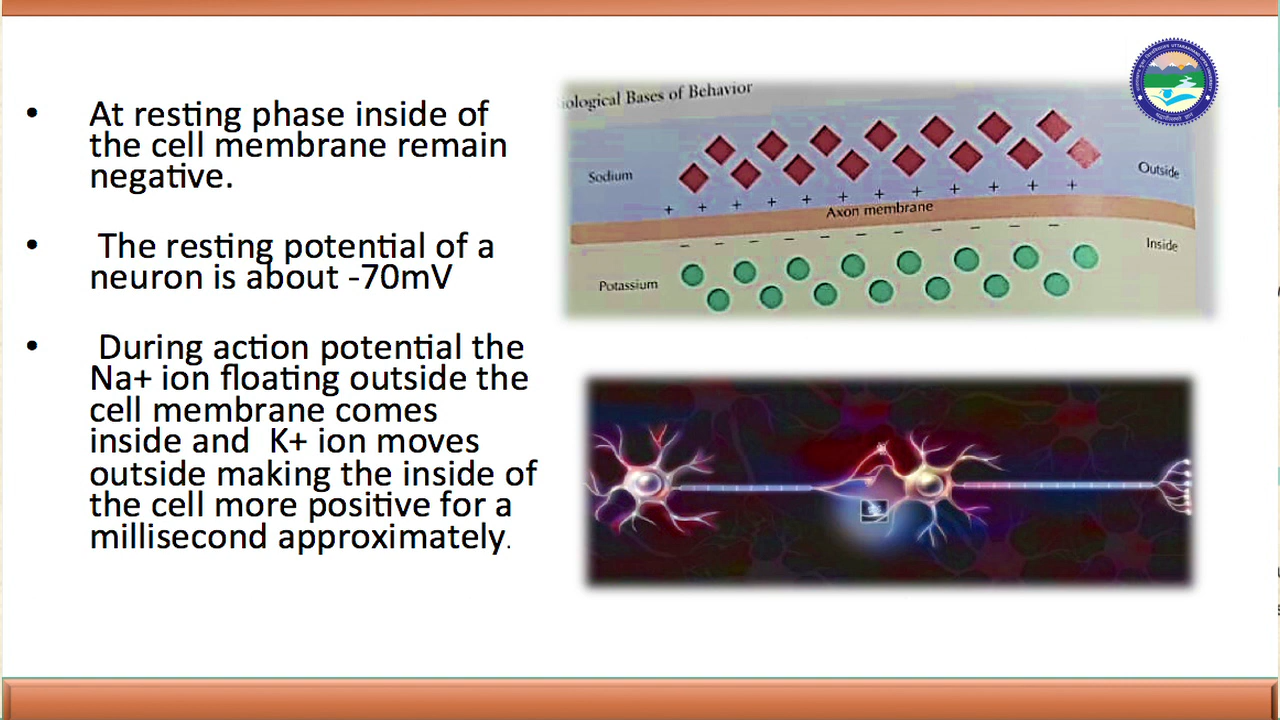 • At resting phase inside of
the cell membrane remain
negative.
• The resting potential of a
neuron is about -70mV
• During action potential the
Na+ ion floating outside the
cell membrane comes
inside and K+ ion moves
outside making the inside of
the cell more positive for a
millisecond approximately.
iological Bases of Behavior
Sodium
Outside
+ + + + + + + + + + + +
Axon membrane
– – – – – – – – – – –
Inside
Potassium